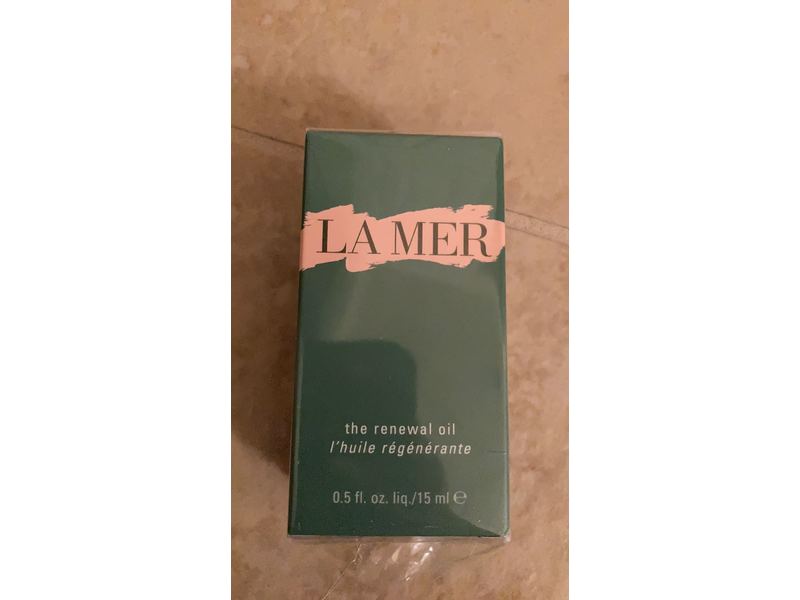 LA MER
the renewal oil
l'huile régénérante
0.5 fl. oz. liq./15 ml ℮